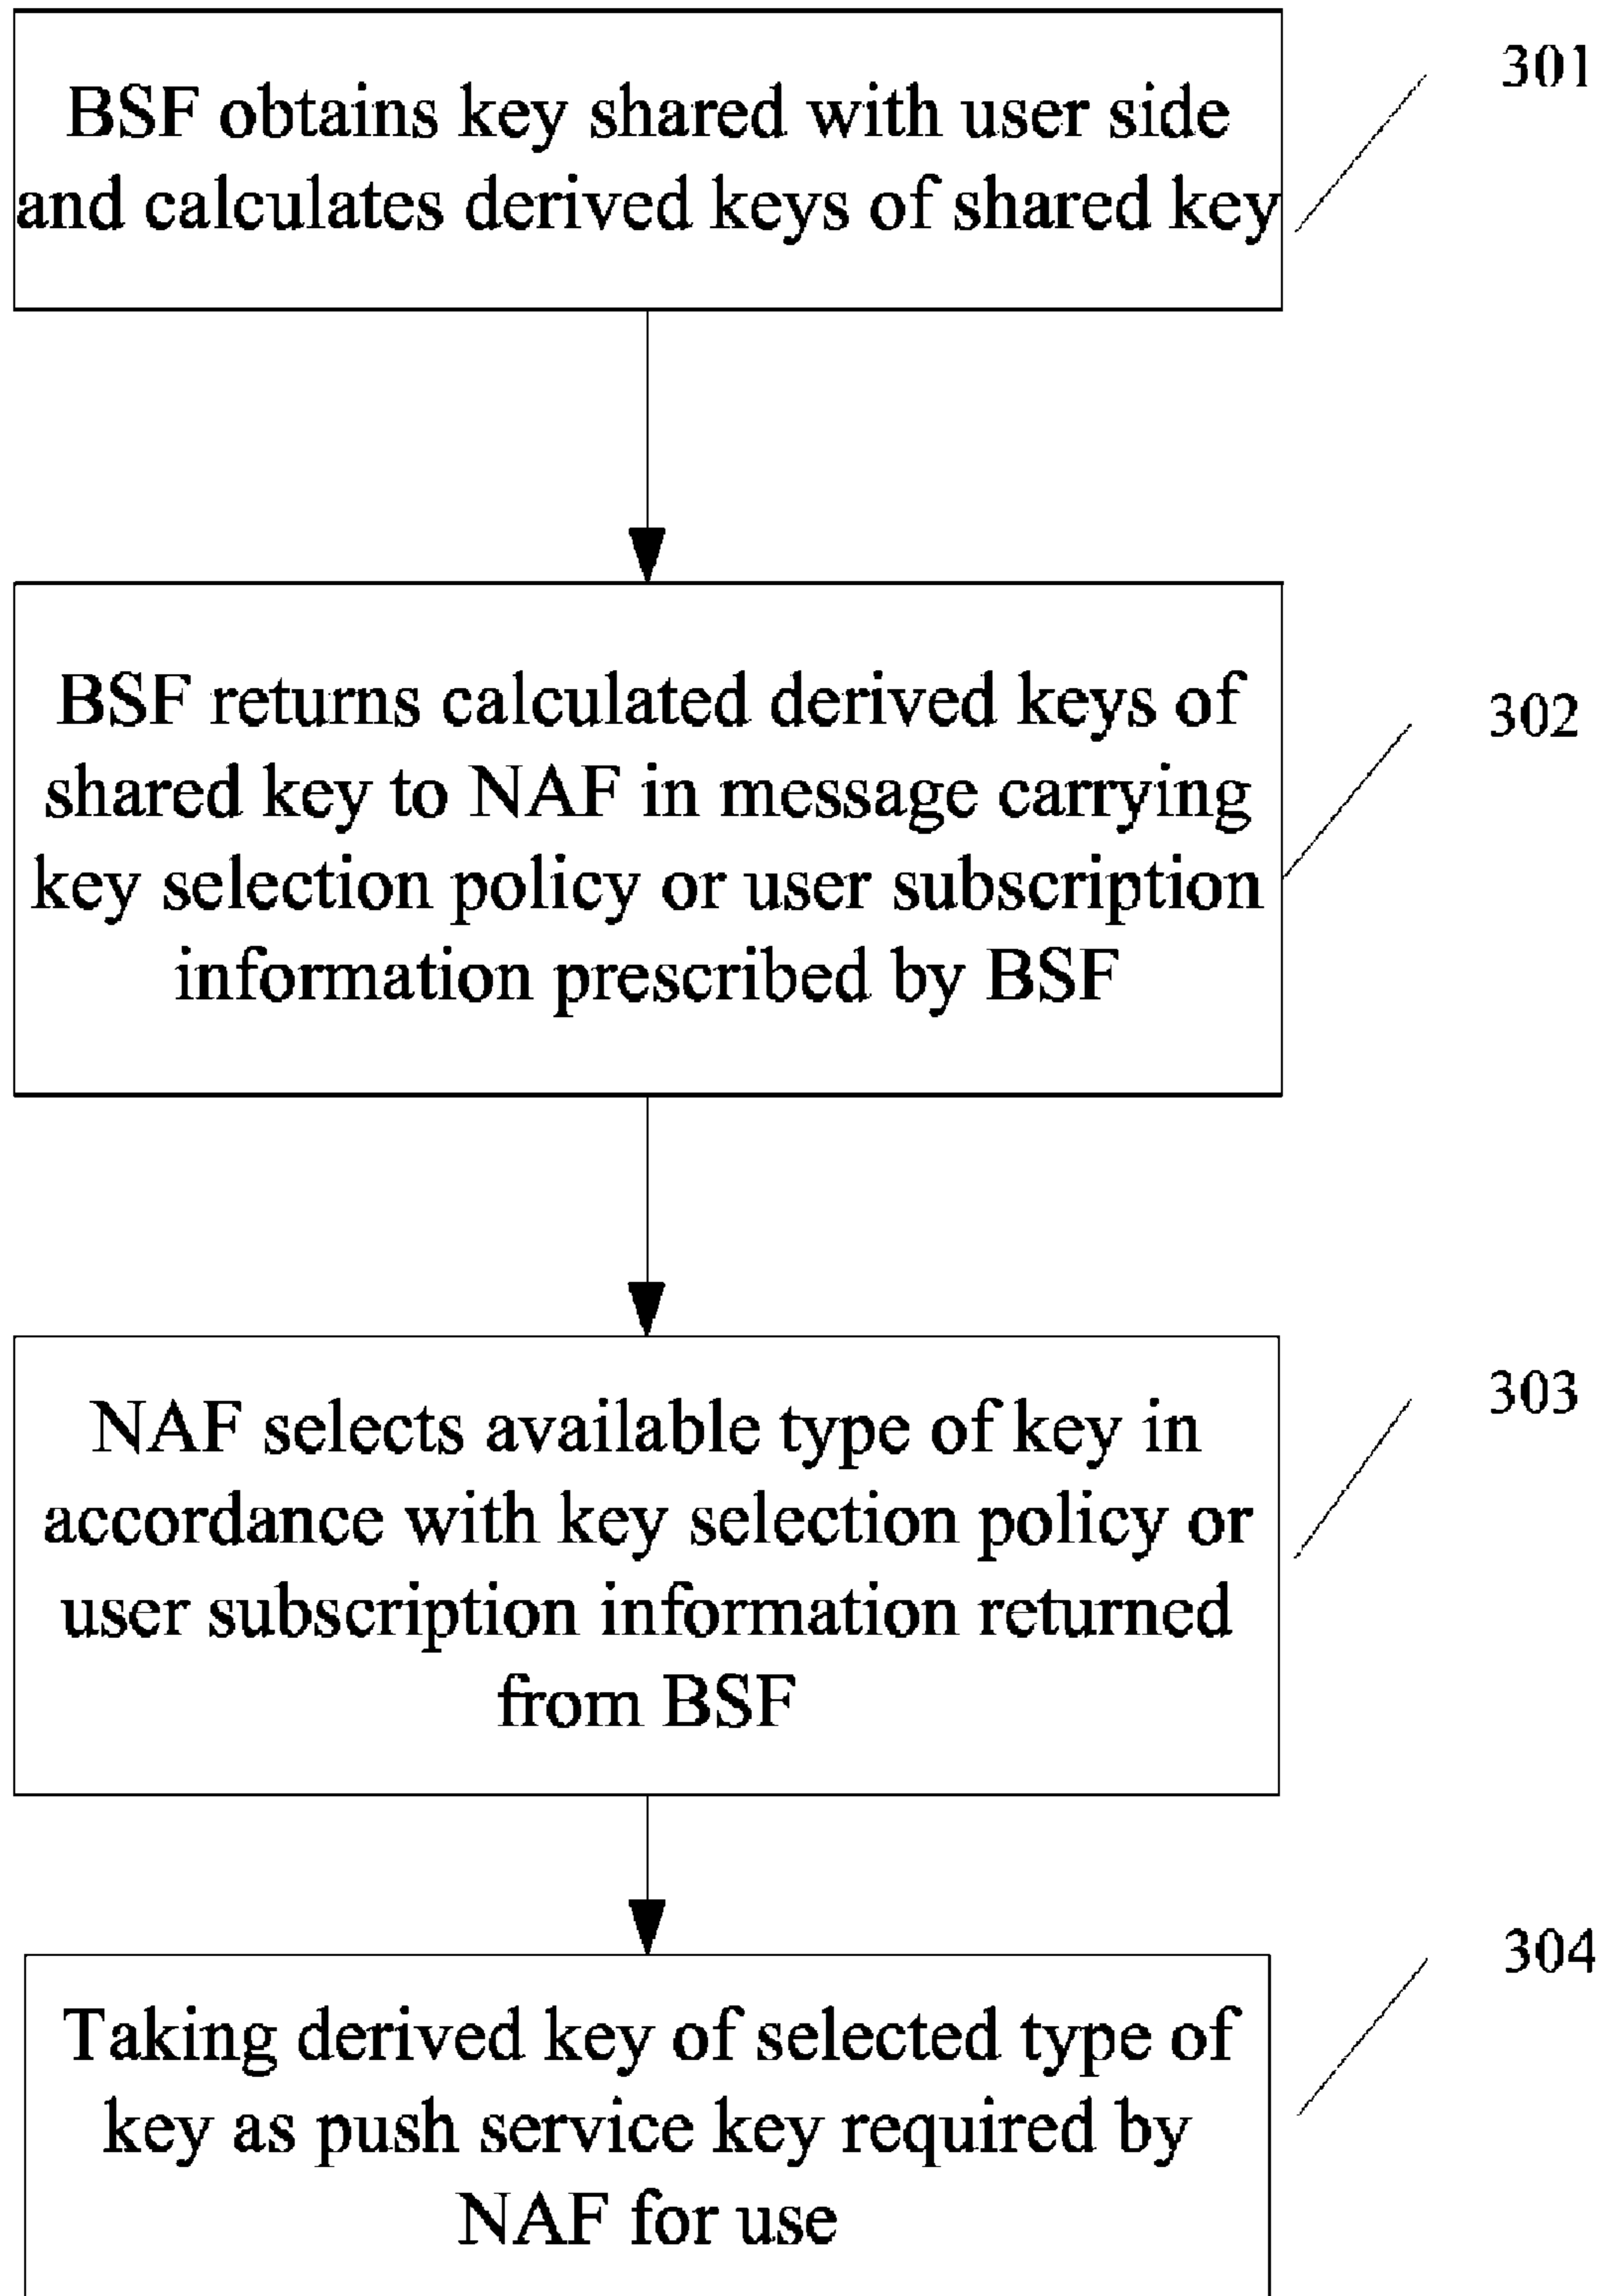 BSF obtains key shared with user side
and calculates derived keys of shared key
301
BSF returns calculated derived keys of
shared key to NAF in message carrying
key selection policy or user subscription
information prescribed by BSF
302
NAF selects available type of key in
accordance with key selection policy or
user subscription information returned
from BSF
303
Taking derived key of selected type of
key as push service key required by
NAF for use
304